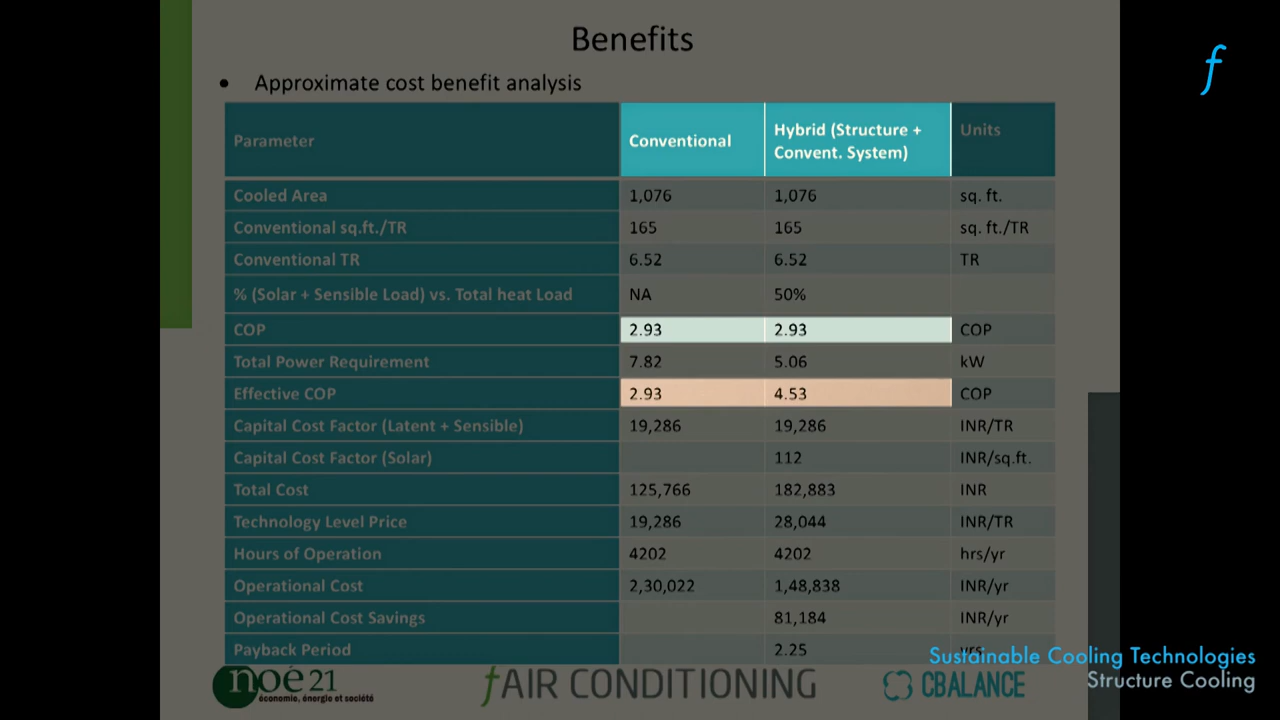 Benefits
f
• Approximate cost benefit analysis
Parameter Conventional Hybrid (Structure + Convent. System) Units
Cooled Area 1,076 1,076 sq. ft.
Conventional sq.ft./TR 165 165 sq. ft./TR
Conventional TR 6.52 6.52 TR
% (Solar + Sensible Load) vs. Total heat Load NA 50%
COP 2.93 2.93 COP
Total Power Requirement 7.82 5.06 kW
Effective COP 2.93 4.53 COP
Capital Cost Factor (Latent + Sensible) 19,286 19,286 INR/TR
Capital Cost Factor (Solar) 112 INR/sq.ft.
Total Cost 125,766 182,883 INR
Technology Level Price 19,286 28,044 INR/TR
Hours of Operation 4202 4202 hrs/yr
Operational Cost 2,30,022 1,48,838 INR/yr
Operational Cost Savings 81,184 INR/yr
Payback Period 2.25 yrs
Sustainable Cooling Technologies
Structure Cooling
noé21
économie, énergie et société
fAIR CONDITIONING
CBALANCE